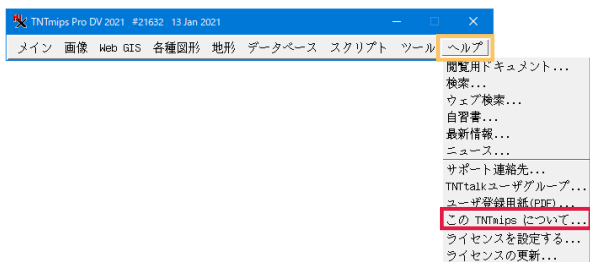 TNTmips Pro DV 2021 #21632 13 Jan 2021
メイン 画像 Web GIS 各種図形 地形 データベース スクリプト ツール ヘルプ
閲覧用ドキュメント...
検索...
ウェブ検索...
自習書...
最新情報...
ニュース...
サポート連絡先...
TNTtalkユーザグループ...
ユーザ登録用紙(PDF)...
この TNTmips について...
ライセンスを設定する...
ライセンスの更新...